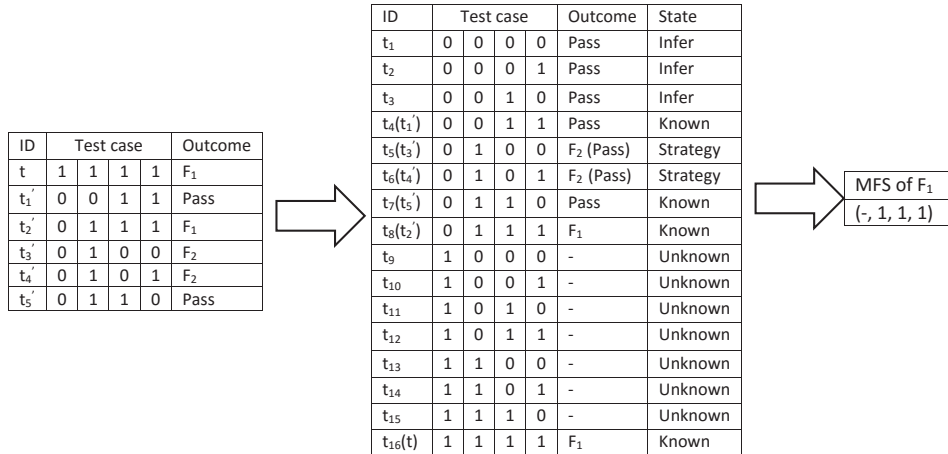 ID Test case Outcome
t 1 1 1 1 F₁
t₁′ 0 0 1 1 Pass
t₂′ 0 1 1 1 F₁
t₃′ 0 1 0 0 F₂
t₄′ 0 1 0 1 F₂
t₅′ 0 1 1 0 Pass
ID Test case Outcome State
t₁ 0 0 0 0 Pass Infer
t₂ 0 0 0 1 Pass Infer
t₃ 0 0 1 0 Pass Infer
t₄(t₁′) 0 0 1 1 Pass Known
t₅(t₃′) 0 1 0 0 F₂ (Pass) Strategy
t₆(t₄′) 0 1 0 1 F₂ (Pass) Strategy
t₇(t₅′) 0 1 1 0 Pass Known
t₈(t₂′) 0 1 1 1 F₁ Known
t₉ 1 0 0 0 - Unknown
t₁₀ 1 0 0 1 - Unknown
t₁₁ 1 0 1 0 - Unknown
t₁₂ 1 0 1 1 - Unknown
t₁₃ 1 1 0 0 - Unknown
t₁₄ 1 1 0 1 - Unknown
t₁₅ 1 1 1 0 - Unknown
t₁₆(t) 1 1 1 1 F₁ Known
MFS of F₁
(-, 1, 1, 1)